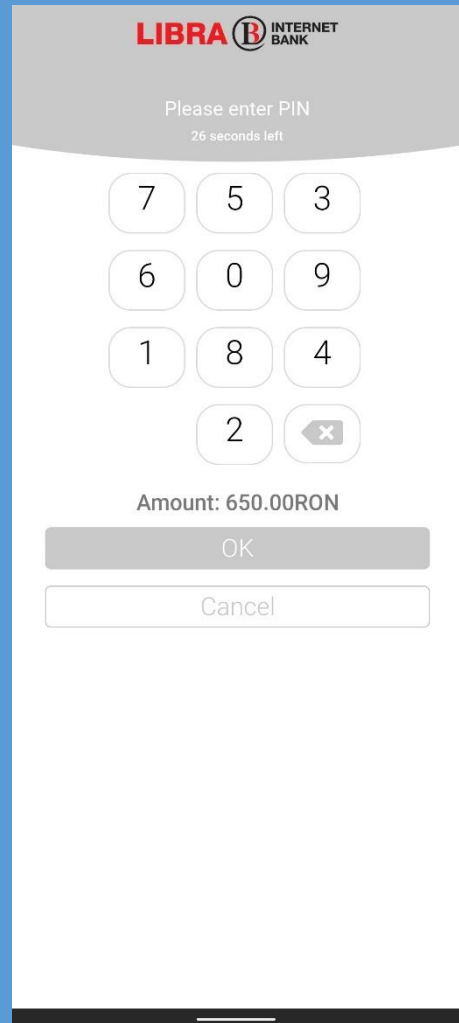 LIBRA B INTERNET
BANK
Please enter PIN
26 seconds left
7 5 3
6 0 9
1 8 4
2
Amount: 650.00RON
OK
Cancel